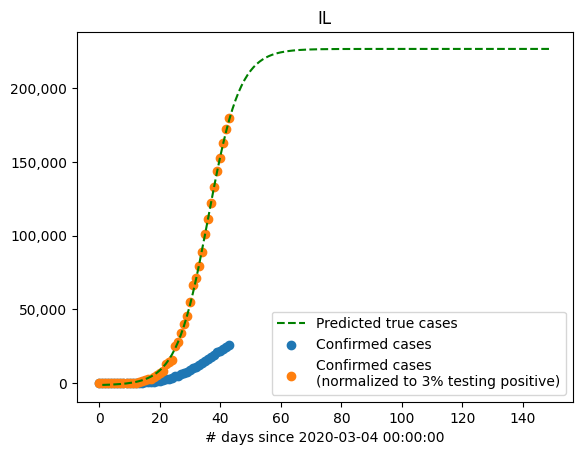 IL
200,000
150,000
100,000
50,000
0
Predicted true cases
Confirmed cases
Confirmed cases
(normalized to 3% testing positive)
0 20 40 60 80 100 120 140
# days since 2020-03-04 00:00:00